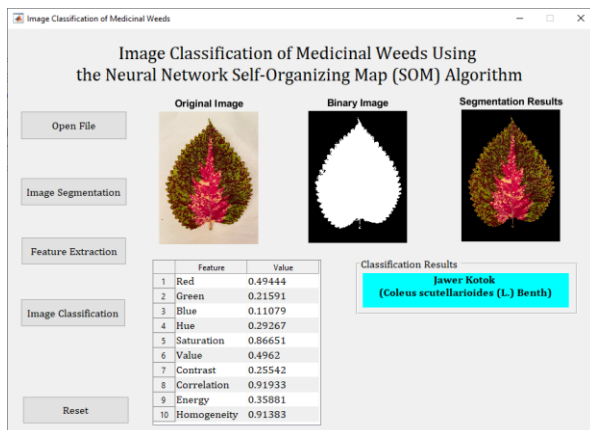 Image Classification of Medicinal Weeds
Image Classification of Medicinal Weeds Using
the Neural Network Self-Organizing Map (SOM) Algorithm
Open File
Image Segmentation
Feature Extraction
Image Classification
Reset
Original Image
Binary Image
Segmentation Results
Feature Value
1 Red 0.49444
2 Green 0.21591
3 Blue 0.11079
4 Hue 0.29267
5 Saturation 0.86651
6 Value 0.4962
7 Contrast 0.25542
8 Correlation 0.91933
9 Energy 0.35881
10 Homogeneity 0.91383
Classification Results
Jawer Kotok
(Coleus scutellarioides (L.) Benth)